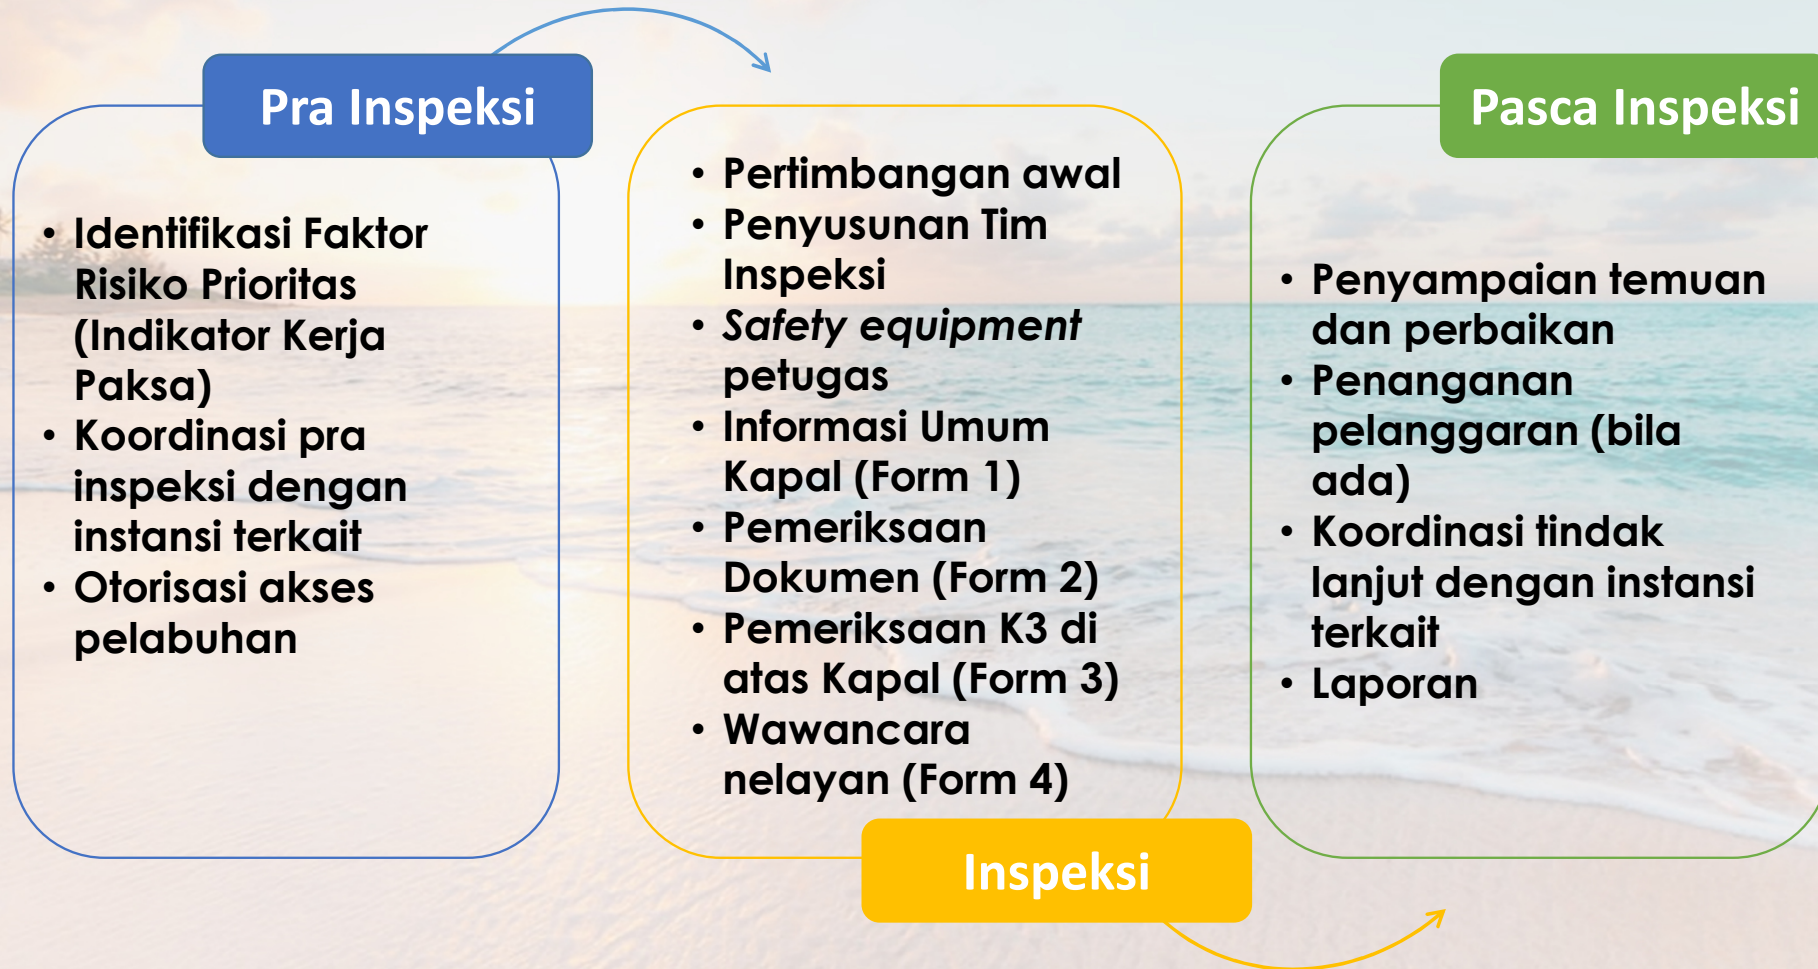 Pra Inspeksi
• Identifikasi Faktor
Risiko Prioritas
(Indikator Kerja
Paksa)
• Koordinasi pra
inspeksi dengan
instansi terkait
• Otorisasi akses
pelabuhan
• Pertimbangan awal
• Penyusunan Tim
Inspeksi
• Safety equipment
petugas
• Informasi Umum
Kapal (Form 1)
• Pemeriksaan
Dokumen (Form 2)
• Pemeriksaan K3 di
atas Kapal (Form 3)
• Wawancara
nelayan (Form 4)
Inspeksi
Pasca Inspeksi
• Penyampaian temuan
dan perbaikan
• Penanganan
pelanggaran (bila
ada)
• Koordinasi tindak
lanjut dengan instansi
terkait
• Laporan